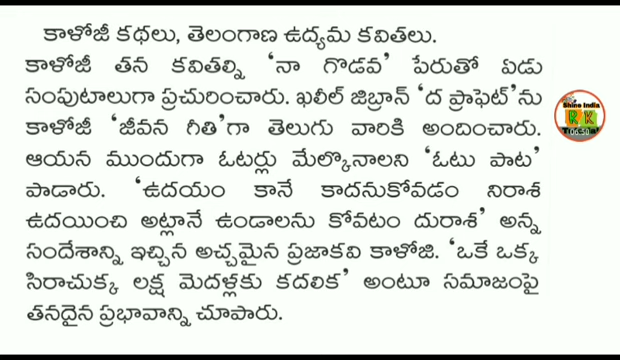 కాళోజీ కథలు, తెలంగాణ ఉద్యమ కవితలు.
కాళోజీ తన కవితల్ని ‘నా గొడవ’ పేరుతో ఏడు
సంపుటాలుగా ప్రచురించారు. ఖలీల్ జిబ్రాన్ ‘ద ప్రాఫెట్’ను
కాళోజీ ‘జీవన గీతి’గా తెలుగు వారికి అందించారు.
ఆయన ముందుగా ఓటర్లు మేల్కొనాలని ‘ఓటు పాట’
పాడారు. ‘ఉదయం కానే కాదనుకోవడం నిరాశ
ఉదయించి అట్లానే ఉండాలను కోవటం దురాశ’ అన్న
సందేశాన్ని ఇచ్చిన అచ్చమైన ప్రజాకవి కాళోజి. ‘ఒకే ఒక్క
సిరాచుక్క లక్ష మెదళ్లకు కదలిక’ అంటూ సమాజంపై
తనదైన ప్రభావాన్ని చూపారు.
Shine India
R K
06:50